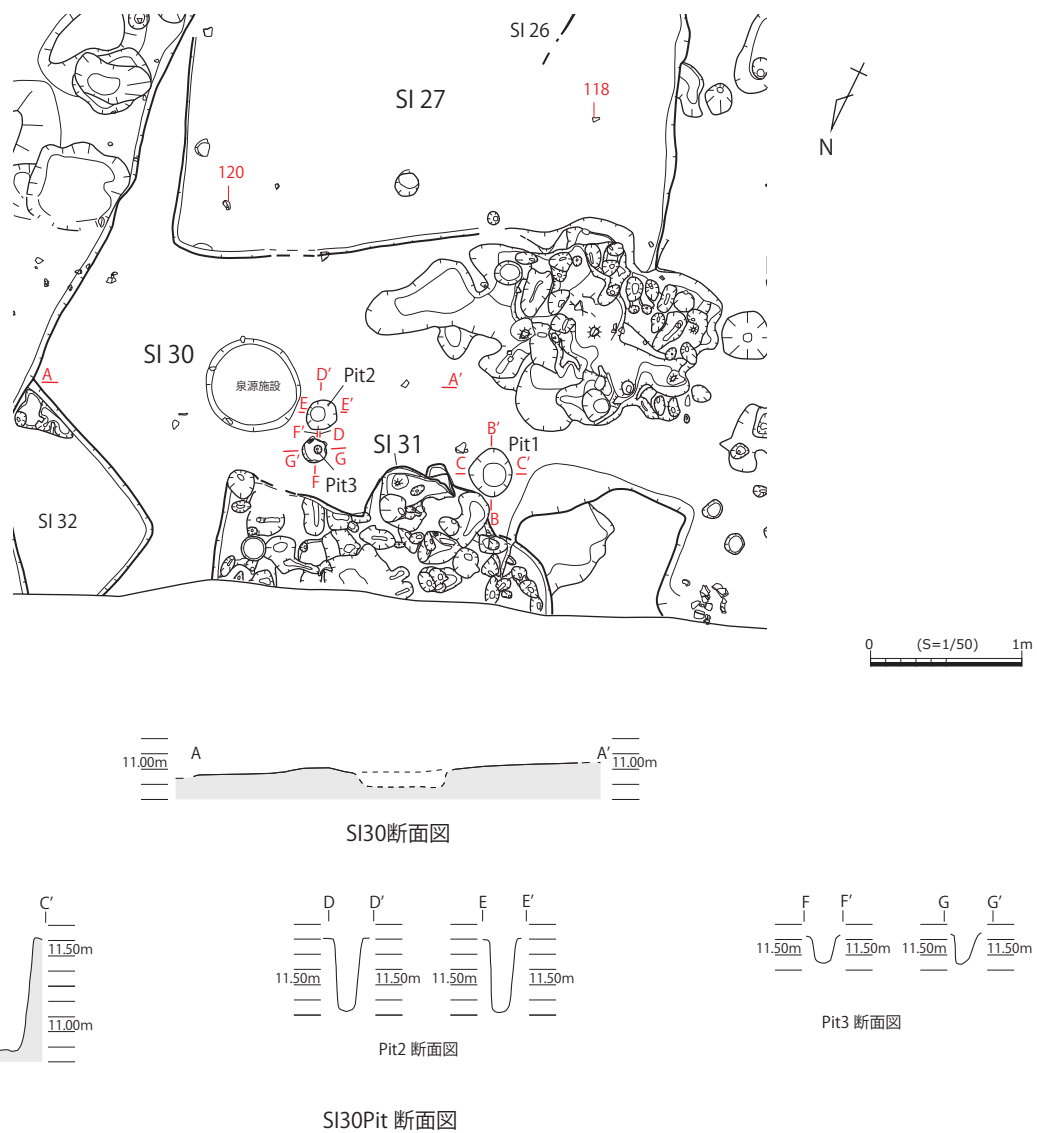 SI 26
SI 27
118
N
120
SI 30
A
泉源施設
D′
Pit2
A′
E
E′
F′
D
SI 31
B′
Pit1
G′
G
C
C′
F
Pit3
B
SI 32
0 (S=1/50) 1m
A
A′
11.00m
11.00m
SI30断面図
C′
11.50m
11.00m
D D′
11.50m
11.50m
E E′
11.50m
11.50m
Pit2 断面図
F F′
11.50m
11.50m
G G′
11.50m
11.50m
Pit3 断面図
SI30Pit 断面図